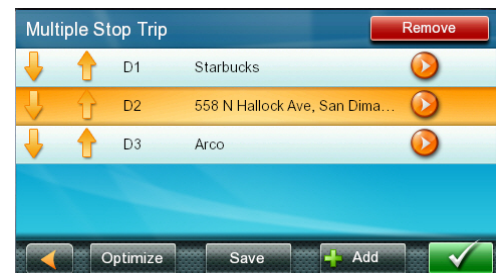 Multiple Stop Trip Remove
D1 Starbucks
D2 558 N Hallock Ave, San Dima...
D3 Arco
Optimize Save Add